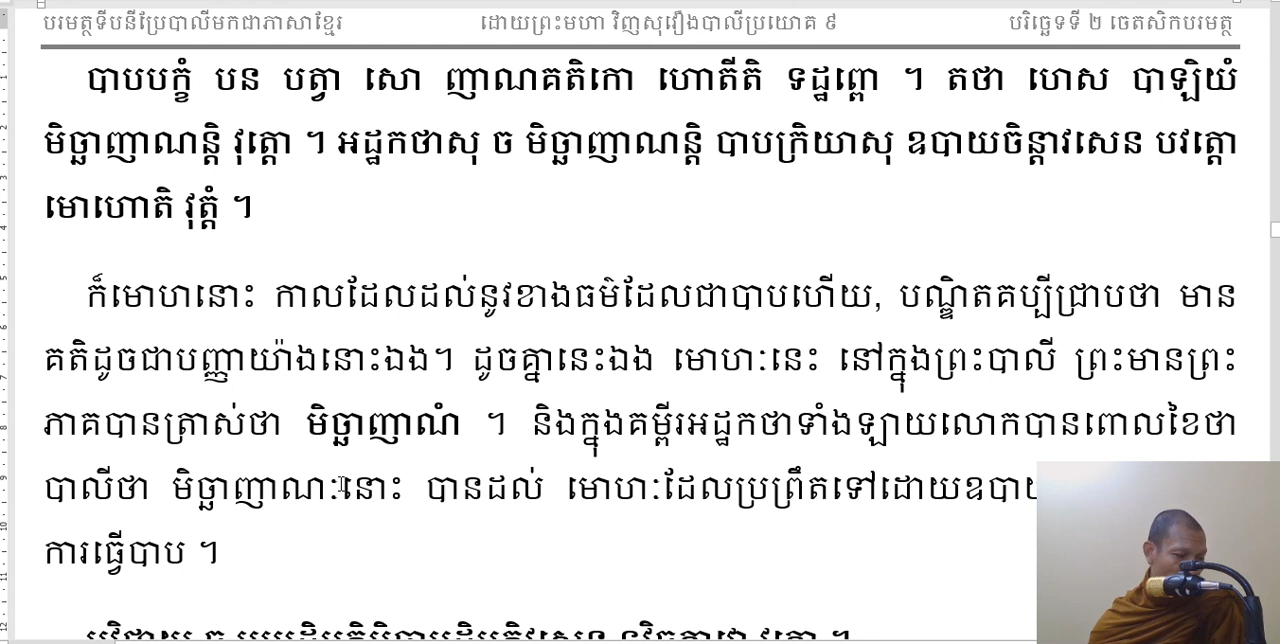 បរមត្ថទីបនីប្រែបាលីមកជាភាសាខ្មែរ ដោយព្រះមហា វិញសុវឿងបាលីប្រយោគ ៩ បរិច្ឆេទទី ២ ចេតសិកបរមត្ថ
បាបបក្ខំ បន បត្វា សោ ញាណគតិកោ ហោតីតិ ទដ្ឋព្ពោ ។ តថា ហេស បាឡិយំ
មិច្ឆាញាណន្តិ វុត្តោ ។ អដ្ឋកថាសុ ច មិច្ឆាញាណន្តិ បាបក្រិយាសុ ឧបាយចិន្តាវសេន បវត្តោ
មោហោតិ វុត្តំ ។
ក៏មោហនោះ កាលដែលដល់នូវខាងធម៌ដែលជាបាបហើយ, បណ្ឌិតគប្បីជ្រាបថា មាន
គតិដូចជាបញ្ញាយ៉ាងនោះឯង។ ដូចគ្នានេះឯង មោហៈនេះ នៅក្នុងព្រះបាលី ព្រះមានព្រះ
ភាគបានត្រាស់ថា មិច្ឆាញាណំ ។ និងក្នុងគម្ពីរអដ្ឋកថាទាំងឡាយលោកបានពោលខៃថា
បាលីថា មិច្ឆាញាណៈនោះ បានដល់ មោហៈដែលប្រព្រឹតទៅដោយឧបាយ
ការធ្វើបាប ។